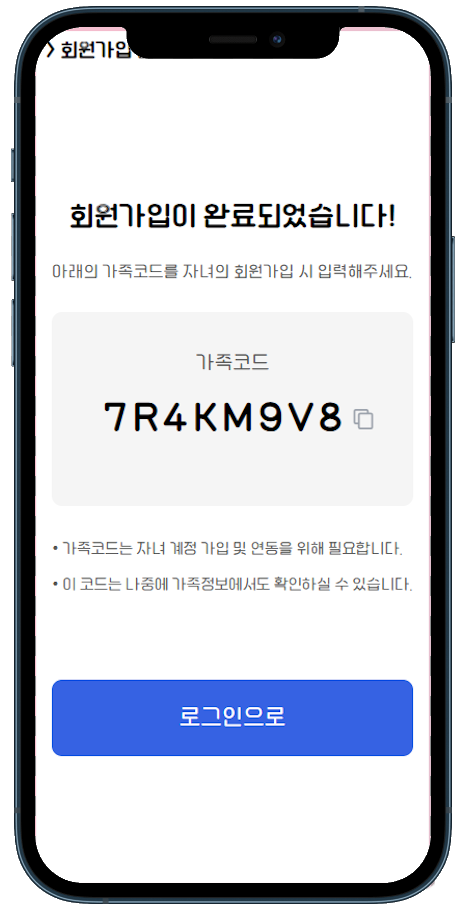 회원가입
회원가입이 완료되었습니다!
아래의 가족코드를 자녀의 회원가입 시 입력해주세요.
가족코드
7R4KM9V8
• 가족코드는 자녀 계정 가입 및 연동을 위해 필요합니다.
• 이 코드는 나중에 가족정보에서도 확인하실 수 있습니다.
로그인으로